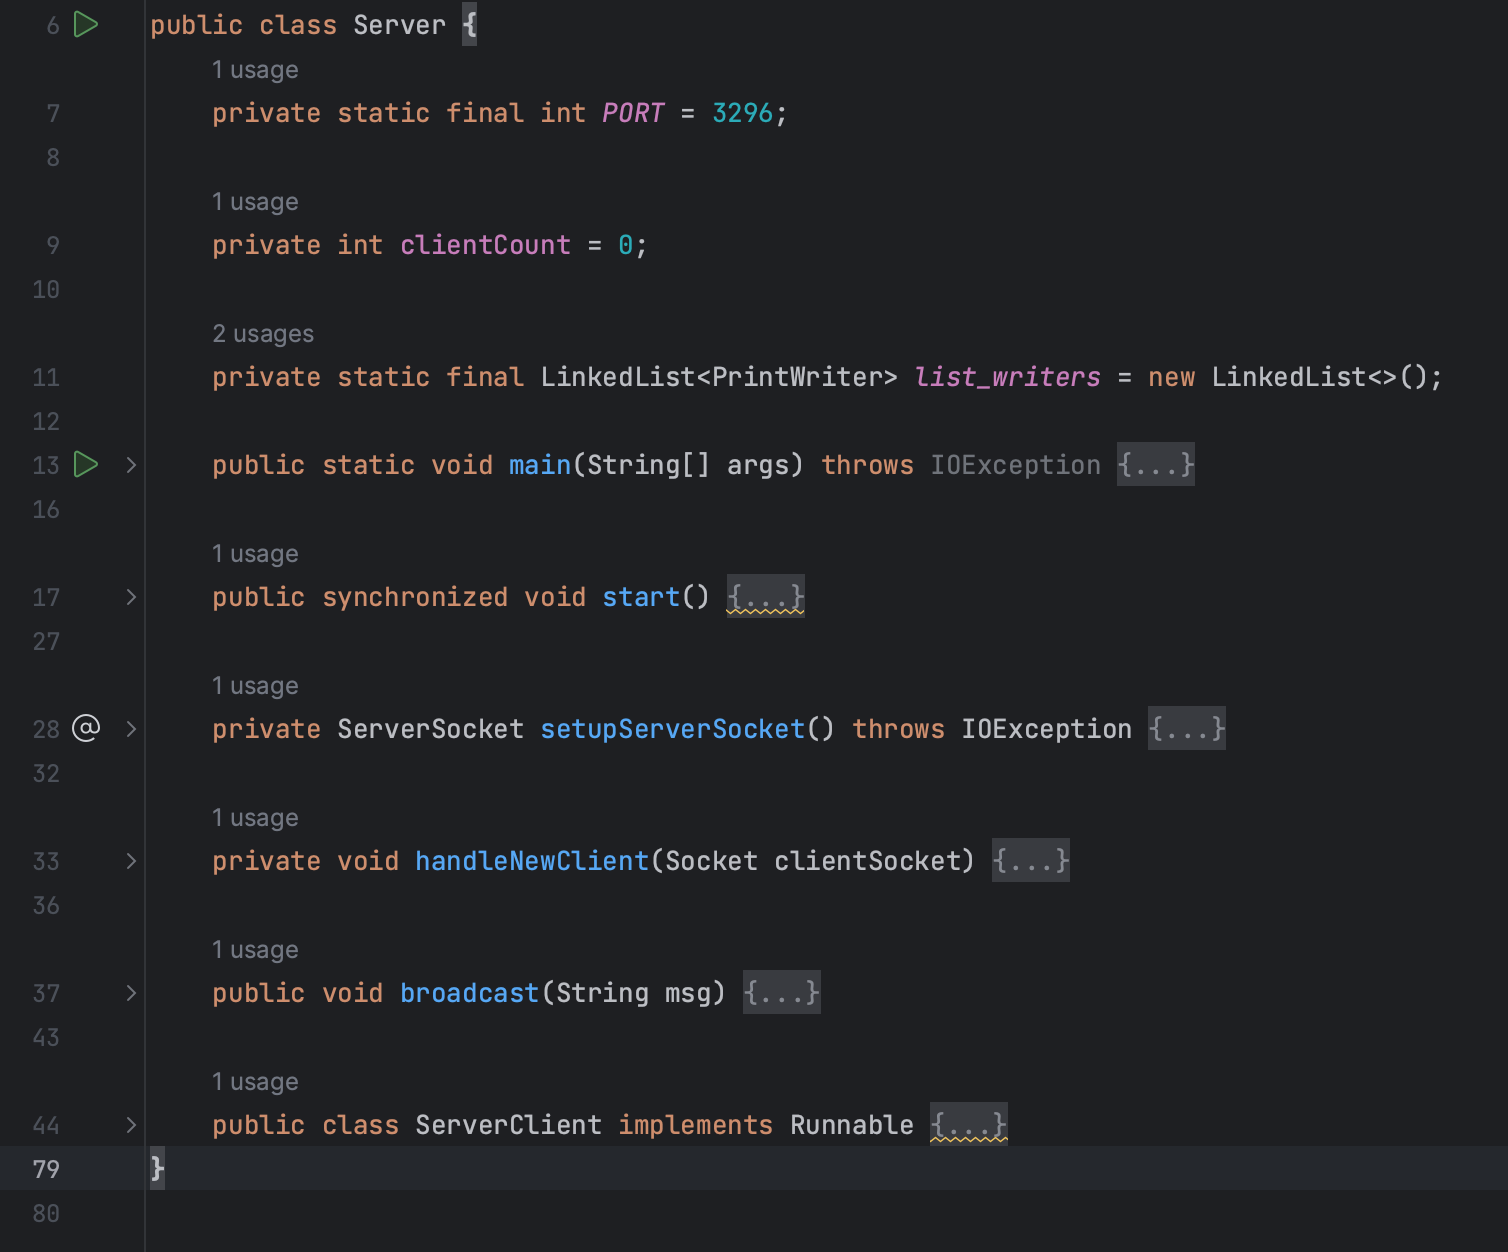 6 public class Server {
1 usage
7 private static final int PORT = 3296;
8
1 usage
9 private int clientCount = 0;
10
2 usages
11 private static final LinkedList<PrintWriter> list_writers = new LinkedList<>();
12
13 public static void main(String[] args) throws IOException {...}
16
1 usage
17 public synchronized void start() {...}
27
1 usage
28 @ private ServerSocket setupServerSocket() throws IOException {...}
32
1 usage
33 private void handleNewClient(Socket clientSocket) {...}
36
1 usage
37 public void broadcast(String msg) {...}
43
1 usage
44 public class ServerClient implements Runnable {...}
79 }
80